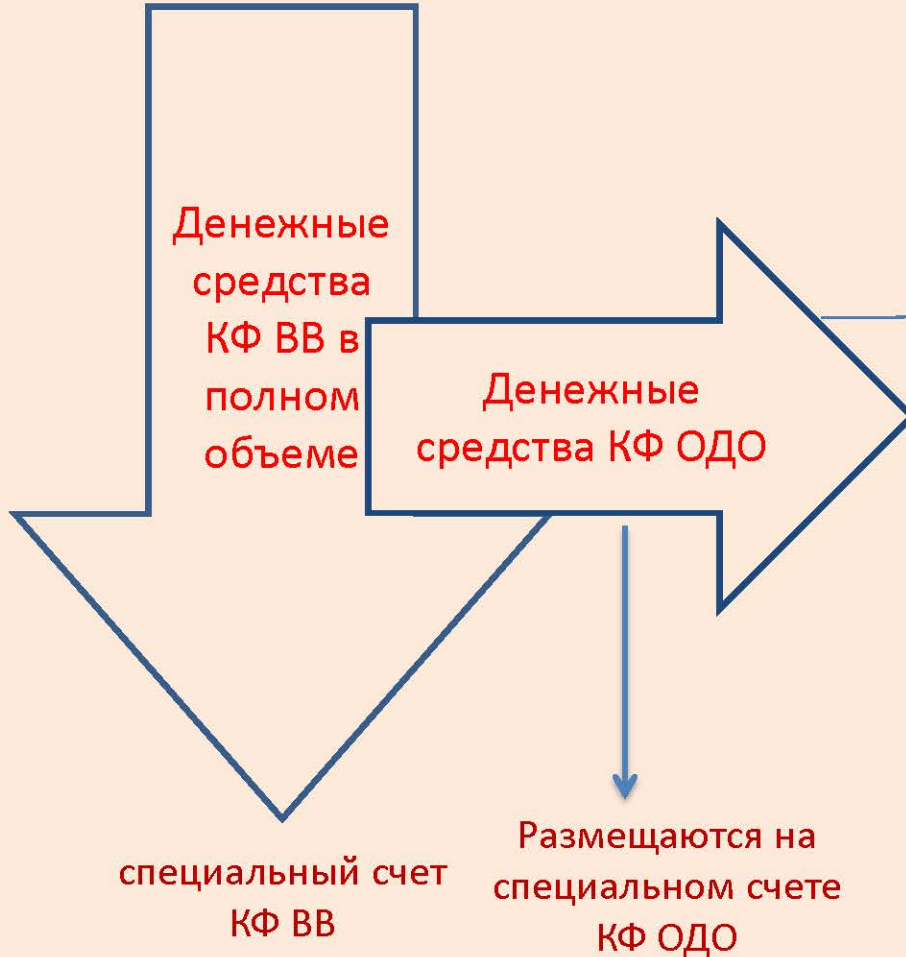 Денежные
средства
КФ ВВ в
полном
объеме
Денежные
средства КФ ОДО
специальный счет
КФ ВВ
Размещаются на
специальном счете
КФ ОДО